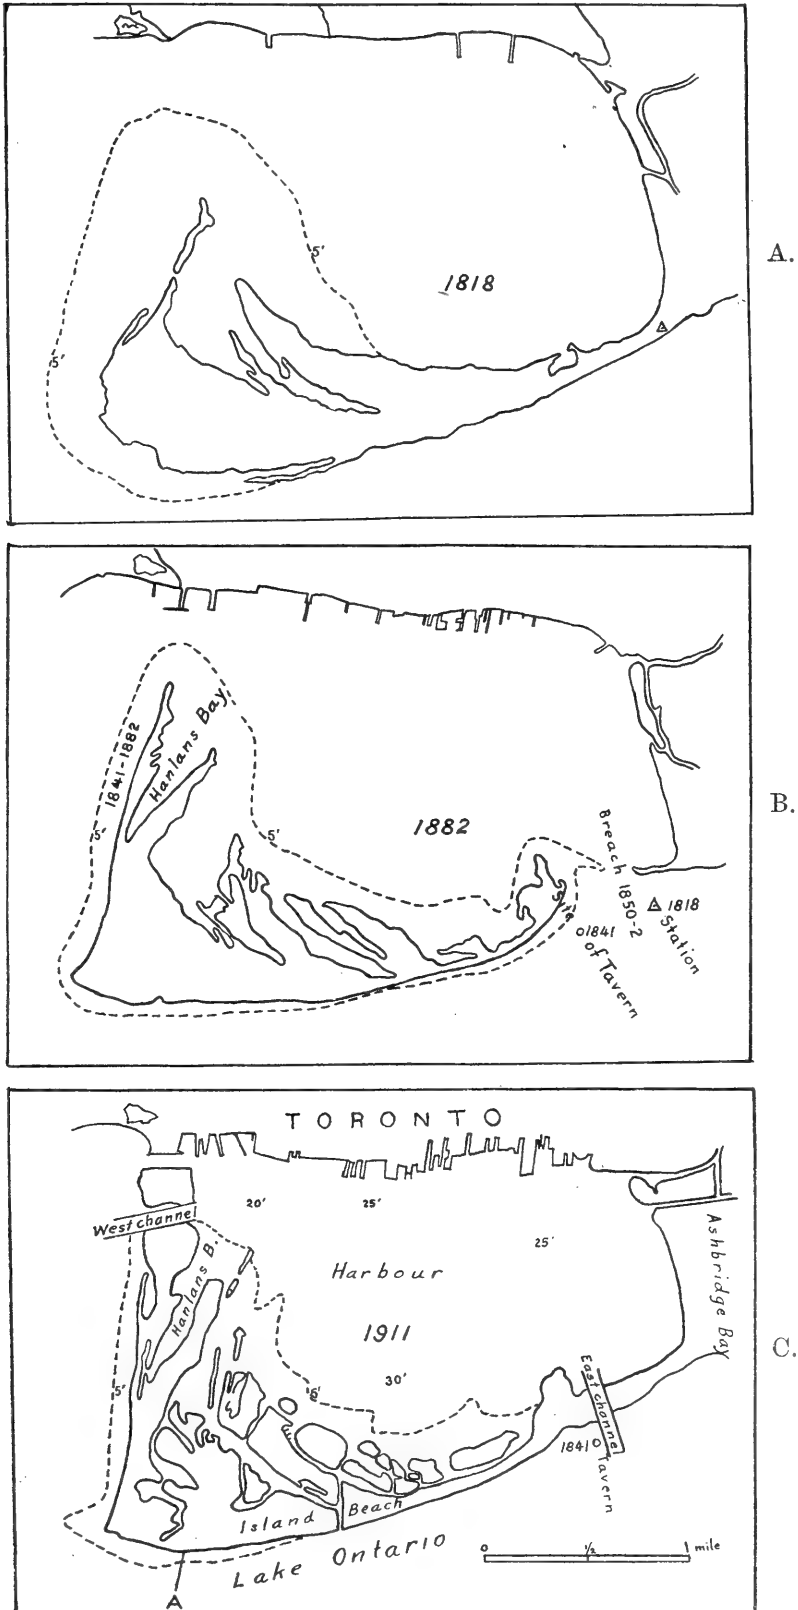 A.
5'
1818
5'
B.
1841-1882
Hanlans Bay
5'
5'
1882
Breach 1850-2
1818
Station
01841
Site of Tavern
C.
TORONTO
West channel
20'
25'
25'
Harbour
Hanlans B.
1911
30'
5'
5'
Ashbridge Bay
East channel
1841 O Tavern
Island Beach
Lake Ontario
0 ½ 1 mile
A